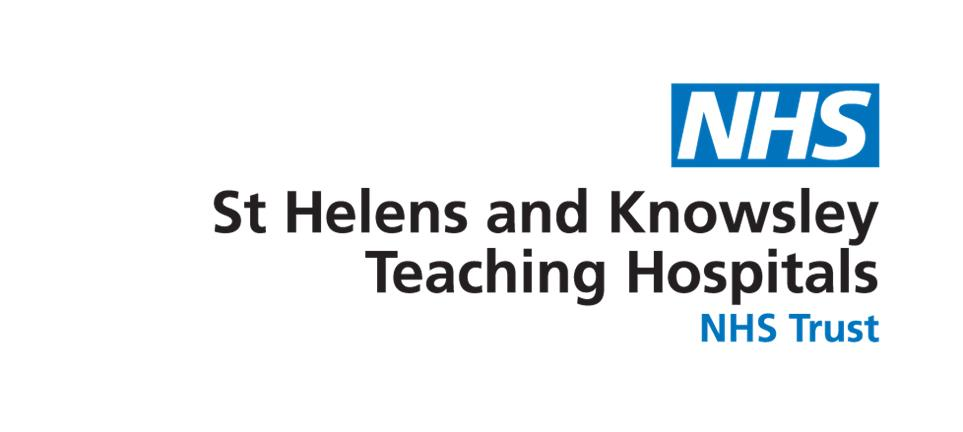 NHS
St Helens and Knowsley
Teaching Hospitals
NHS Trust